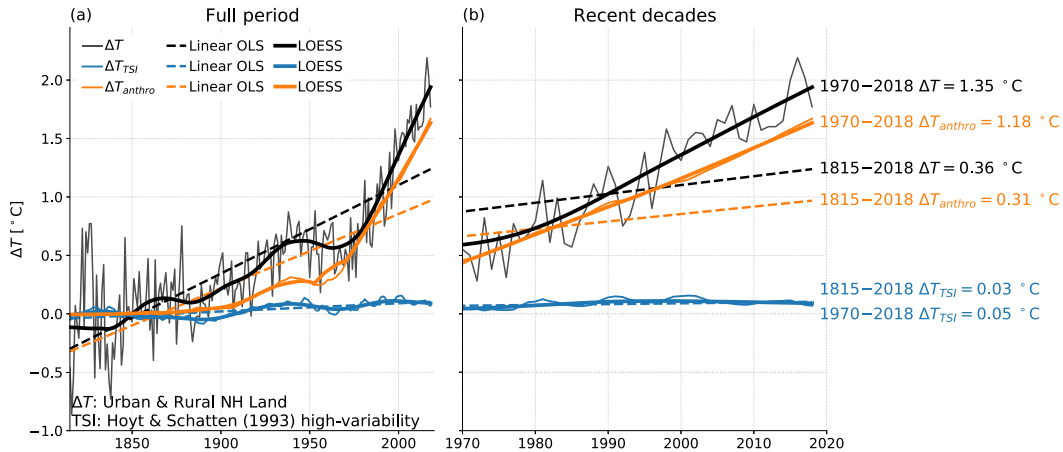 (a) Full period
ΔT Linear OLS LOESS
ΔT_TSI Linear OLS LOESS
ΔT_anthro Linear OLS LOESS
2.0
1.5
1.0
0.5
0.0
−0.5
−1.0
ΔT [°C]
ΔT: Urban & Rural NH Land
TSI: Hoyt & Schatten (1993) high-variability
1850 1900 1950 2000
(b) Recent decades
1970−2018 ΔT = 1.35 °C
1970−2018 ΔT_anthro = 1.18 °C
1815−2018 ΔT = 0.36 °C
1815−2018 ΔT_anthro = 0.31 °C
1815−2018 ΔT_TSI = 0.03 °C
1970−2018 ΔT_TSI = 0.05 °C
1970 1980 1990 2000 2010 2020